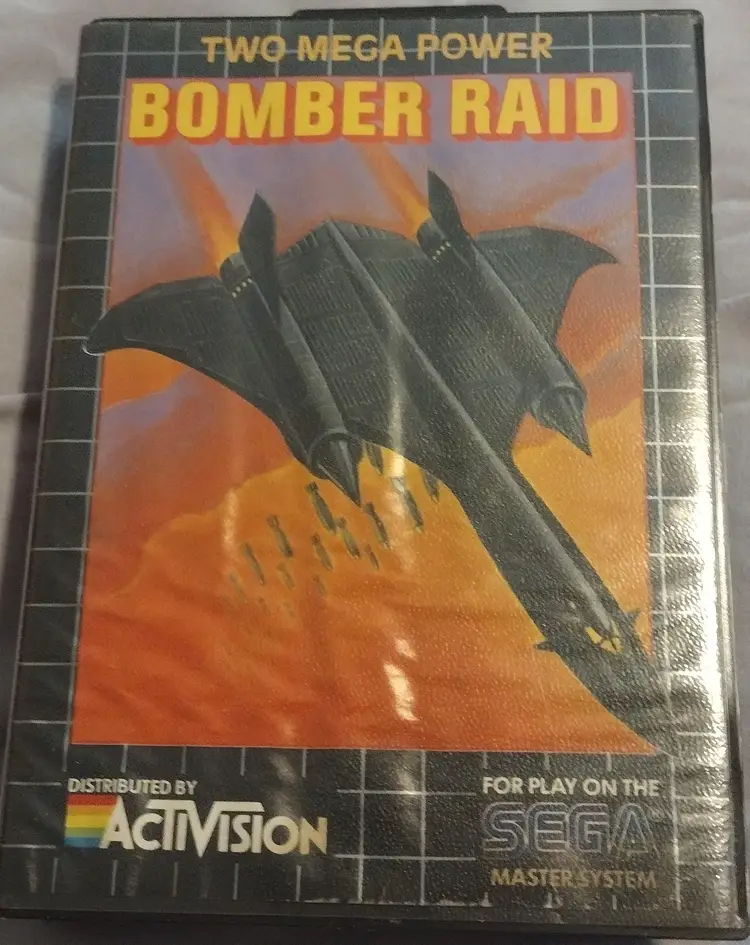 TWO MEGA POWER
BOMBER RAID
DISTRIBUTED BY
ACTIVISION
FOR PLAY ON THE
SEGA
MASTER SYSTEM